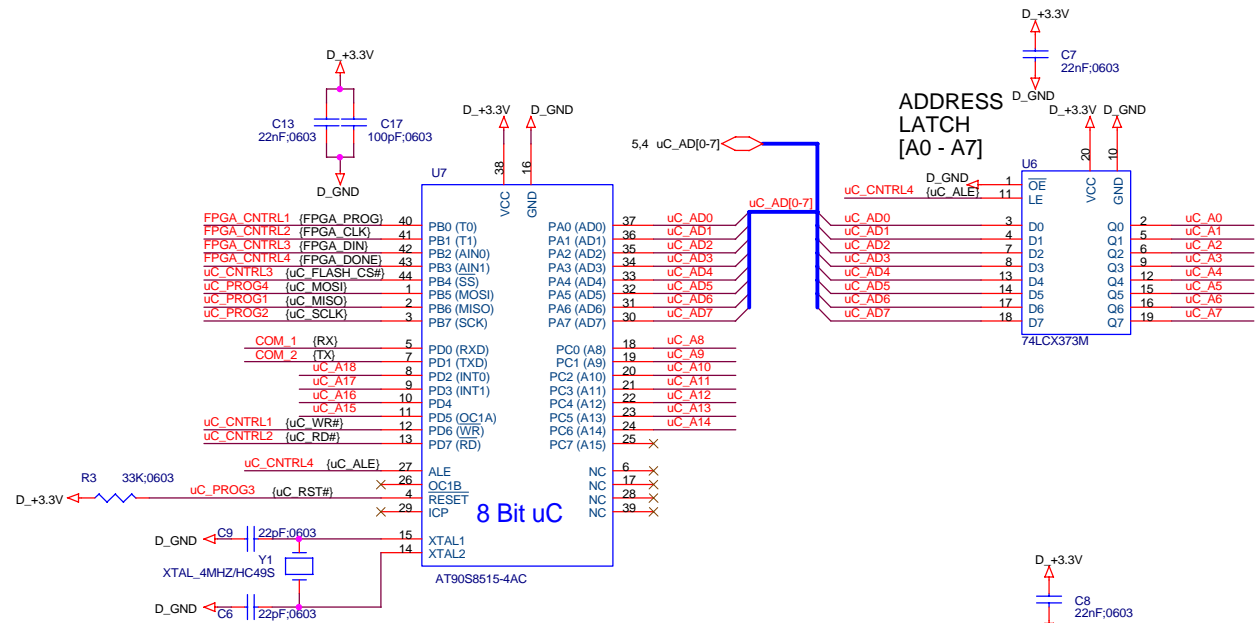 D_+3.3V
C7
22nF;0603
D_GND
D_+3.3V
C13
22nF;0603
C17
100pF;0603
D_GND
D_+3.3V
D_GND
5,4 uC_AD[0-7]
uC_AD[0-7]
ADDRESS
LATCH
[A0 - A7]
D_+3.3V
D_GND
U7
38
16
VCC
GND
FPGA_CNTRL1 {FPGA_PROG} 40 PB0 (T0)
FPGA_CNTRL2 {FPGA_CLK} 41 PB1 (T1)
FPGA_CNTRL3 {FPGA_DIN} 42 PB2 (AIN0)
FPGA_CNTRL4 {FPGA_DONE} 43 PB3 (AIN1)
uC_CNTRL3 {uC_FLASH_CS#} 44 PB4 (SS)
uC_PROG4 {uC_MOSI} 1 PB5 (MOSI)
uC_PROG1 {uC_MISO} 2 PB6 (MISO)
uC_PROG2 {uC_SCLK} 3 PB7 (SCK)
COM_1 {RX} 5 PD0 (RXD)
COM_2 {TX} 7 PD1 (TXD)
uC_A18 8 PD2 (INT0)
uC_A17 9 PD3 (INT1)
uC_A16 10 PD4
uC_A15 11 PD5 (OC1A)
uC_CNTRL1 {uC_WR#} 12 PD6 (WR)
uC_CNTRL2 {uC_RD#} 13 PD7 (RD)
uC_CNTRL4 {uC_ALE} 27 ALE
26 OC1B
R3 33K;0603
D_+3.3V
uC_PROG3 {uC_RST#} 4 RESET
29 ICP
15 XTAL1
14 XTAL2
PA0 (AD0) 37 uC_AD0
PA1 (AD1) 36 uC_AD1
PA2 (AD2) 35 uC_AD2
PA3 (AD3) 34 uC_AD3
PA4 (AD4) 33 uC_AD4
PA5 (AD5) 32 uC_AD5
PA6 (AD6) 31 uC_AD6
PA7 (AD7) 30 uC_AD7
PC0 (A8) 18 uC_A8
PC1 (A9) 19 uC_A9
PC2 (A10) 20 uC_A10
PC3 (A11) 21 uC_A11
PC4 (A12) 22 uC_A12
PC5 (A13) 23 uC_A13
PC6 (A14) 24 uC_A14
PC7 (A15) 25
NC 6
NC 17
NC 28
NC 39
8 Bit uC
AT90S8515-4AC
D_GND
C9
22pF;0603
Y1
XTAL_4MHZ/HC49S
D_GND
C6
22pF;0603
U6
20
10
VCC
GND
D_GND 1 OE
uC_CNTRL4 {uC_ALE} 11 LE
uC_AD0 3 D0 Q0 2 uC_A0
uC_AD1 4 D1 Q1 5 uC_A1
uC_AD2 7 D2 Q2 6 uC_A2
uC_AD3 8 D3 Q3 9 uC_A3
uC_AD4 13 D4 Q4 12 uC_A4
uC_AD5 14 D5 Q5 15 uC_A5
uC_AD6 17 D6 Q6 16 uC_A6
uC_AD7 18 D7 Q7 19 uC_A7
74LCX373M
D_+3.3V
C8
22nF;0603